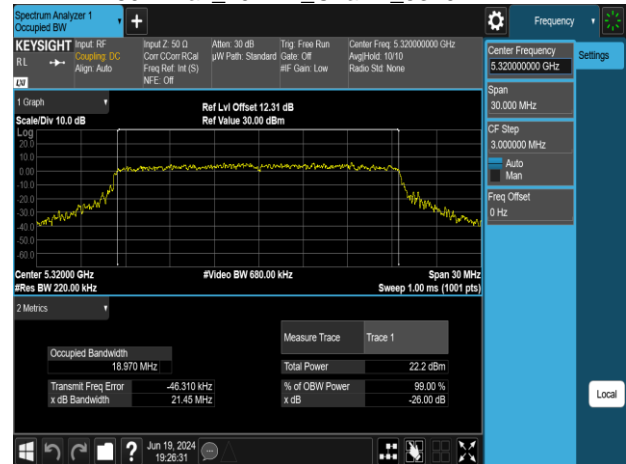 Spectrum Analyzer 1
Occupied BW
Frequency
KEYSIGHT
RL
LXI
Input: RF
Coupling: DC
Align: Auto
Input Z: 50 Ω
Corr CCorr RCal
Freq Ref: Int (S)
NFE: Off
Atten: 30 dB
µW Path: Standard
Trig: Free Run
Gate: Off
#IF Gain: Low
Center Freq: 5.320000000 GHz
Avg|Hold: 10/10
Radio Std: None
Center Frequency
5.320000000 GHz
Settings
Span
30.000 MHz
CF Step
3.000000 MHz
Auto
Man
Freq Offset
0 Hz
Local
1 Graph
Scale/Div 10.0 dB
Ref Lvl Offset 12.31 dB
Ref Value 30.00 dBm
Log
20.0
10.0
0.00
-10.0
-20.0
-30.0
-40.0
-50.0
-60.0
Center 5.32000 GHz
#Res BW 220.00 kHz
#Video BW 680.00 kHz
Span 30 MHz
Sweep 1.00 ms (1001 pts)
2 Metrics
Measure Trace Trace 1
Occupied Bandwidth
18.970 MHz
Total Power 22.2 dBm
Transmit Freq Error -46.310 kHz
% of OBW Power 99.00 %
x dB Bandwidth 21.45 MHz
x dB -26.00 dB
?
Jun 19, 2024
19:26:31